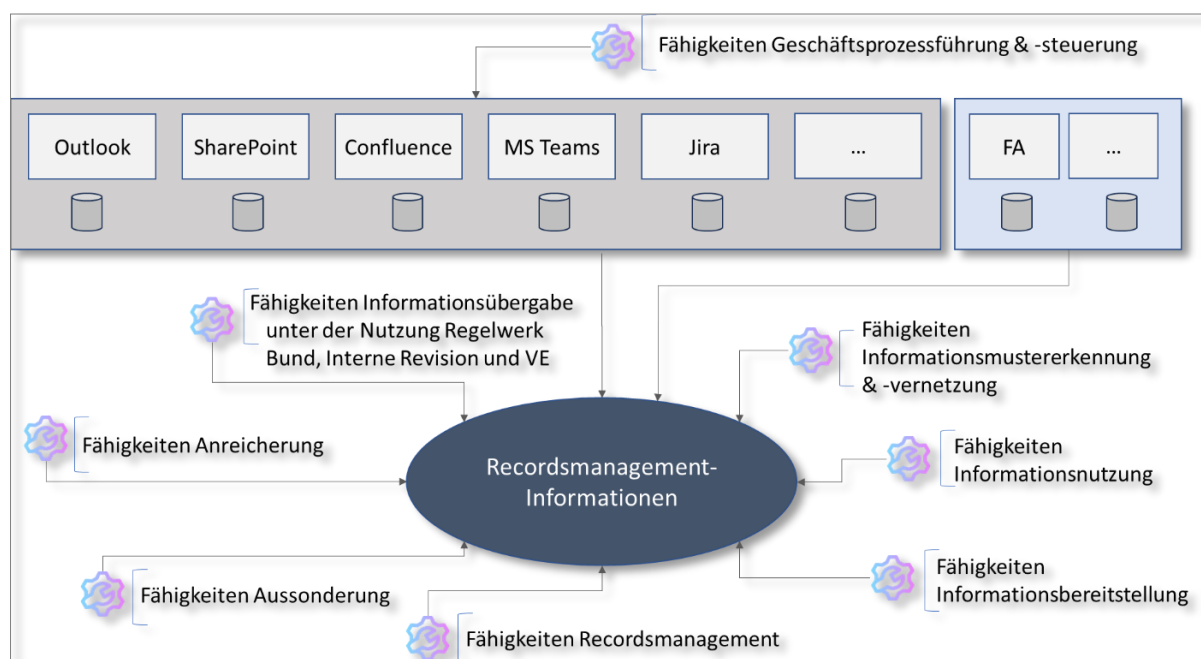 Fähigkeiten Geschäftsprozessführung & -steuerung
Outlook
SharePoint
Confluence
MS Teams
Jira
...
FA
...
Fähigkeiten Informationsübergabe
unter der Nutzung Regelwerk
Bund, Interne Revision und VE
Fähigkeiten
Informationsmustererkennung
& -vernetzung
Fähigkeiten Anreicherung
Recordsmanagement-
Informationen
Fähigkeiten
Informationsnutzung
Fähigkeiten Aussonderung
Fähigkeiten
Informationsbereitstellung
Fähigkeiten Recordsmanagement